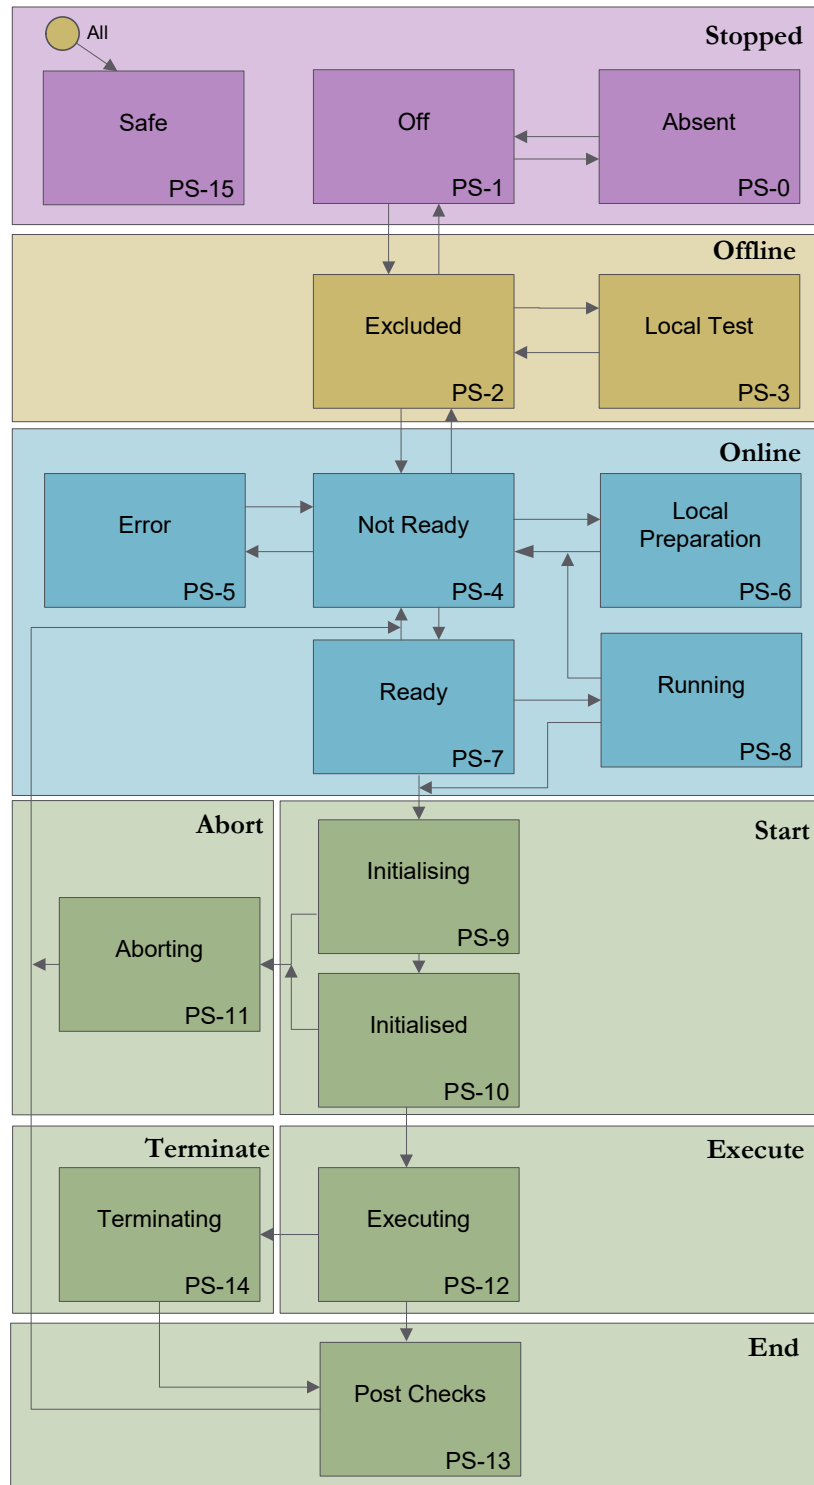 All
Stopped
Safe
PS-15
Off
PS-1
Absent
PS-0
Offline
Excluded
PS-2
Local Test
PS-3
Online
Error
PS-5
Not Ready
PS-4
Local
Preparation
PS-6
Ready
PS-7
Running
PS-8
Abort
Start
Initialising
PS-9
Aborting
PS-11
Initialised
PS-10
Terminate
Execute
Terminating
PS-14
Executing
PS-12
End
Post Checks
PS-13